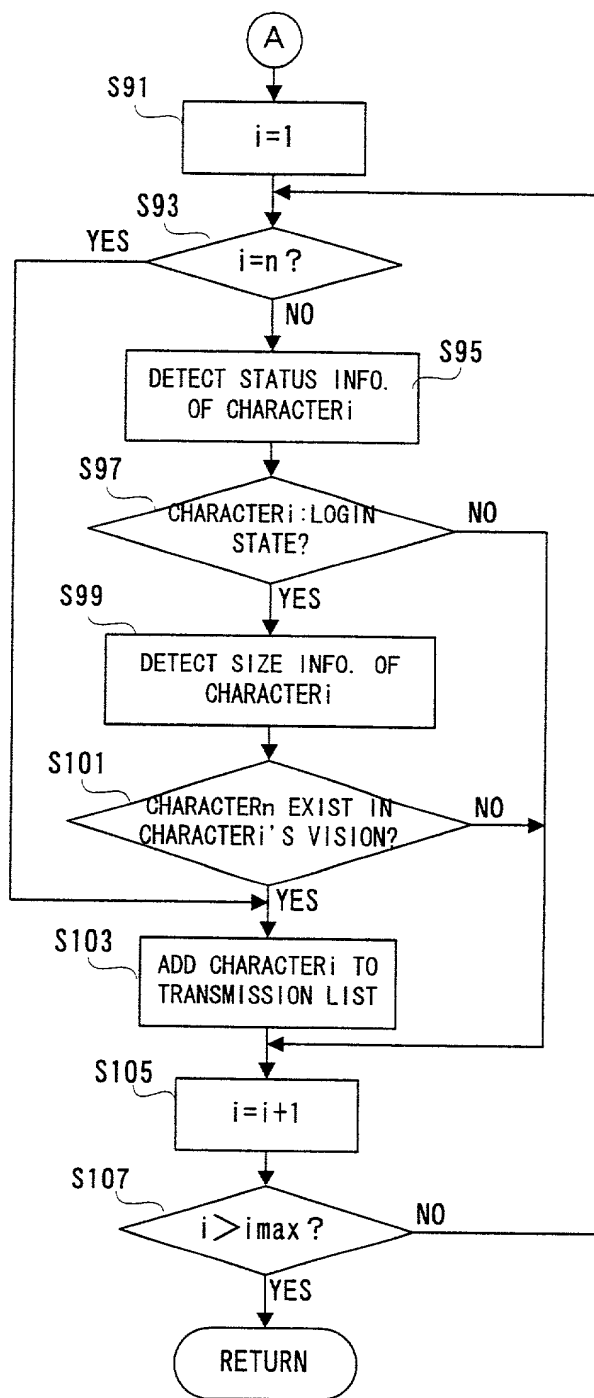 A
S91
i=1
S93
YES
i=n?
NO
S95
DETECT STATUS INFO.
OF CHARACTERi
S97
CHARACTERi:LOGIN
STATE?
NO
YES
S99
DETECT SIZE INFO. OF
CHARACTERi
S101
CHARACTERn EXIST IN
CHARACTERi'S VISION?
NO
YES
S103
ADD CHARACTERi TO
TRANSMISSION LIST
S105
i=i+1
S107
i>imax?
NO
YES
RETURN